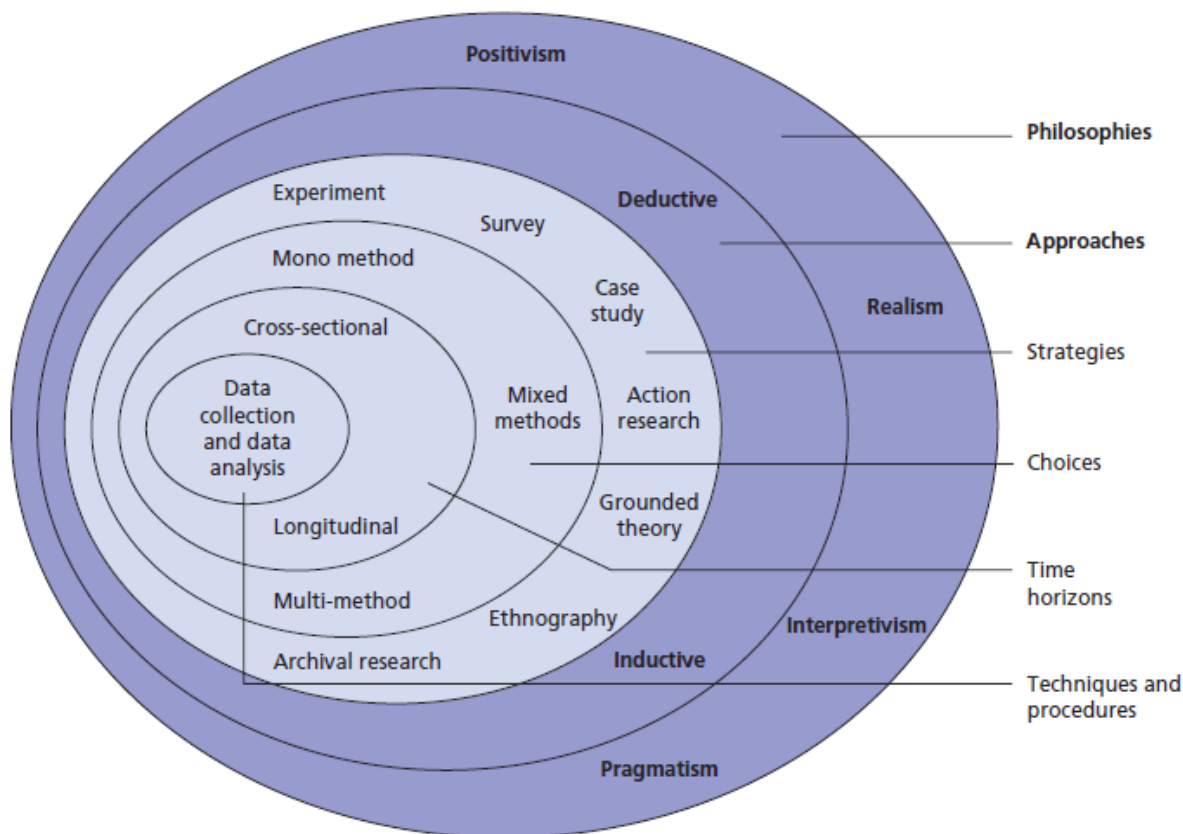 Positivism
Philosophies
Experiment
Deductive
Survey
Approaches
Mono method
Case
study
Realism
Cross-sectional
Strategies
Data
collection
and data
analysis
Mixed
methods
Action
research
Choices
Grounded
theory
Longitudinal
Time
horizons
Multi-method
Ethnography
Interpretivism
Archival research
Inductive
Techniques and
procedures
Pragmatism